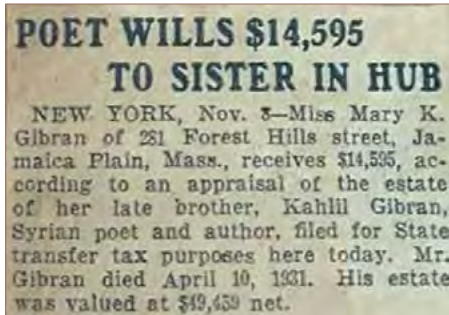 POET WILLS $14,595
TO SISTER IN HUB
NEW YORK, Nov. 3—Miss Mary K.
Gibran of 281 Forest Hills street, Ja-
maica Plain, Mass., receives $14,595, ac-
cording to an appraisal of the estate
of her late brother, Kahlil Gibran,
Syrian poet and author, filed for State
transfer tax purposes here today. Mr.
Gibran died April 10, 1931. His estate
was valued at $49,459 net.